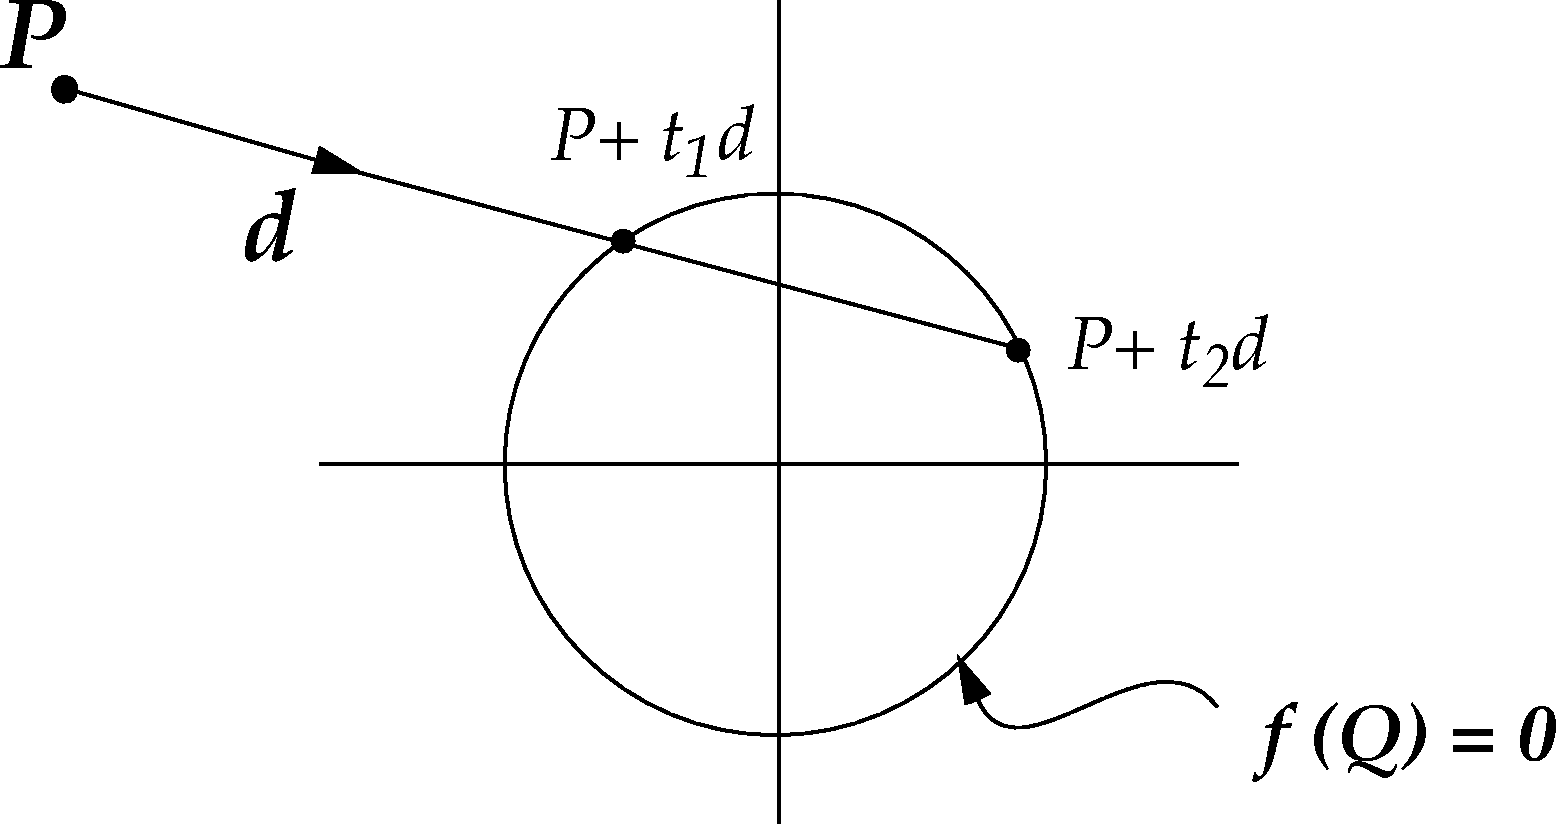 P
P + t₁d
d
P + t₂d
f (Q) = 0